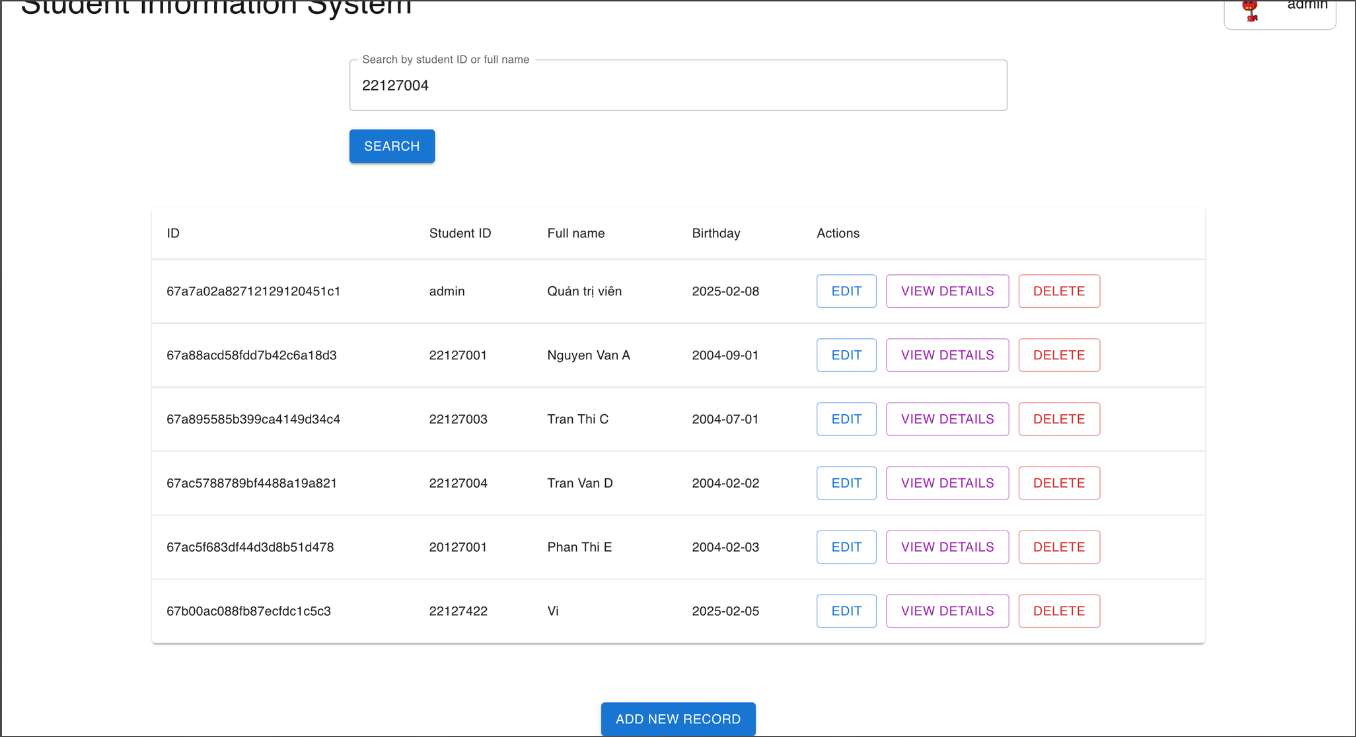 Student Information System
admin
Search by student ID or full name
22127004
SEARCH
ID Student ID Full name Birthday Actions
67a7a02a82712129120451c1 admin Quản trị viên 2025-02-08 EDIT VIEW DETAILS DELETE
67a88acd58fdd7b42c6a18d3 22127001 Nguyen Van A 2004-09-01 EDIT VIEW DETAILS DELETE
67a895585b399ca4149d34c4 22127003 Tran Thi C 2004-07-01 EDIT VIEW DETAILS DELETE
67ac5788789bf4488a19a821 22127004 Tran Van D 2004-02-02 EDIT VIEW DETAILS DELETE
67ac5f683df44d3d8b51d478 20127001 Phan Thi E 2004-02-03 EDIT VIEW DETAILS DELETE
67b00ac088fb87ecfdc1c5c3 22127422 Vi 2025-02-05 EDIT VIEW DETAILS DELETE
ADD NEW RECORD